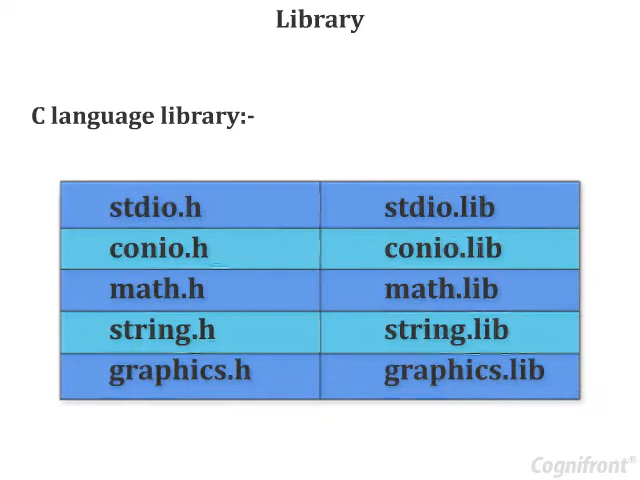 Library
C language library:-
stdio.h stdio.lib
conio.h conio.lib
math.h math.lib
string.h string.lib
graphics.h graphics.lib
Cognifront®